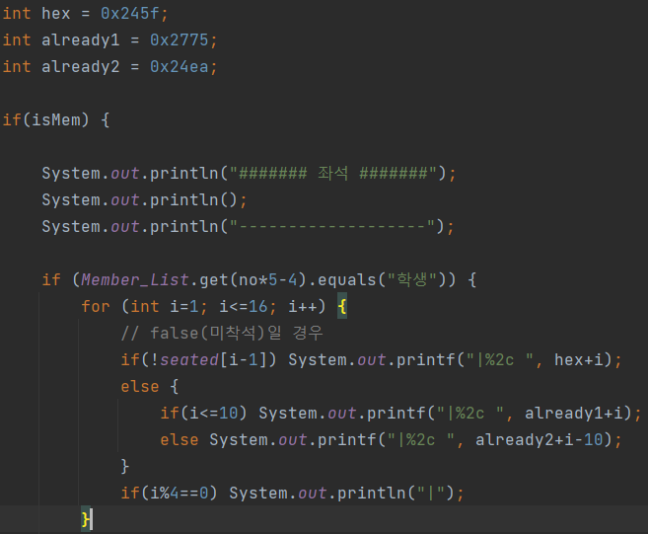 int hex = 0x245f;
int already1 = 0x2775;
int already2 = 0x24ea;
if(isMem) {
System.out.println("####### 좌석 #######");
System.out.println();
System.out.println("-------------------");
if (Member_List.get(no*5-4).equals("학생")) {
for (int i=1; i<=16; i++) {
// false(미착석)일 경우
if(!seated[i-1]) System.out.printf("|%2c ", hex+i);
else {
if(i<=10) System.out.printf("|%2c ", already1+i);
else System.out.printf("|%2c ", already2+i-10);
}
if(i%4==0) System.out.println("|");
}